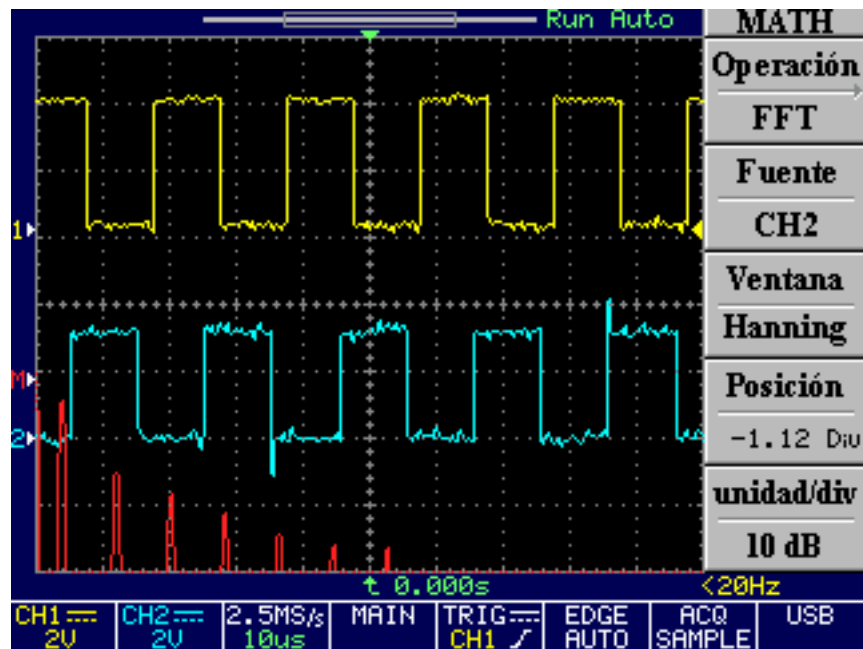 Run Auto
MATH
Operación
FFT
Fuente
CH2
Ventana
Hanning
Posición
-1.12 Div
unidad/div
10 dB
1
M
2
0.000s
<20Hz
CH1 2V
CH2 2V
2.5MS/s 10us
MAIN
TRIG CH1
EDGE AUTO
ACQ SAMPLE
USB